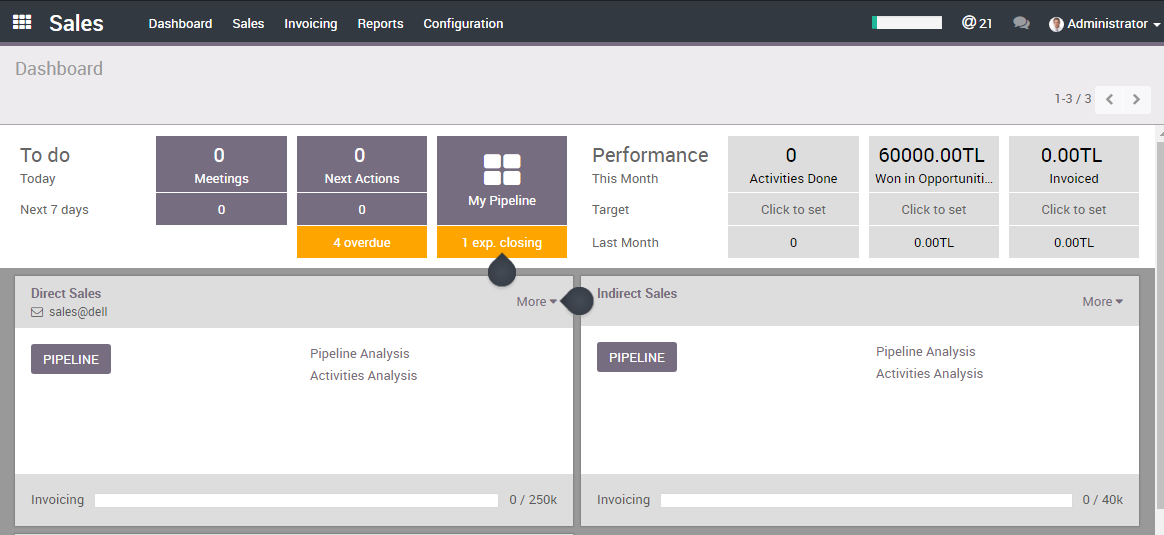 Sales Dashboard Sales Invoicing Reports Configuration @ 21 Administrator
Dashboard
1-3 / 3
To do
Today
Next 7 days
0
Meetings
0
0
Next Actions
0
4 overdue
My Pipeline
1 exp. closing
Performance
This Month
Target
Last Month
0
Activities Done
Click to set
0
60000.00TL
Won in Opportuniti...
Click to set
0.00TL
0.00TL
Invoiced
Click to set
0.00TL
Direct Sales
sales@dell
More
PIPELINE
Pipeline Analysis
Activities Analysis
Invoicing 0 / 250k
Indirect Sales
More
PIPELINE
Pipeline Analysis
Activities Analysis
Invoicing 0 / 40k